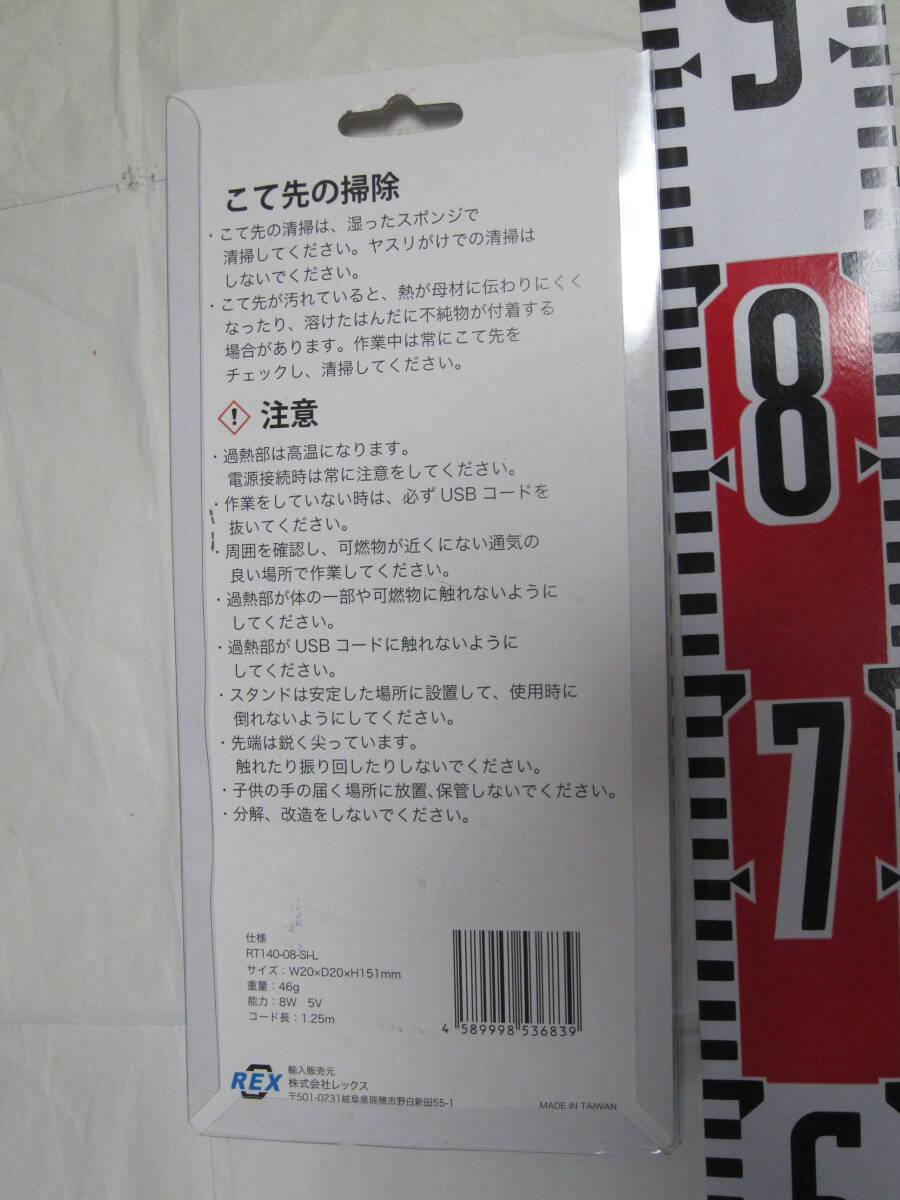 こて先の掃除
・こて先の清掃は、湿ったスポンジで
清掃してください。ヤスリがけでの清掃は
しないでください。
・こて先が汚れていると、熱が母材に伝わりにくく
なったり、溶けたはんだに不純物が付着する
場合があります。作業中は常にこて先を
チェックし、清掃してください。
注意
・過熱部は高温になります。
電源接続時は常に注意をしてください。
・作業をしていない時は、必ず USB コードを
抜いてください。
・周囲を確認し、可燃物が近くにない通気の
良い場所で作業してください。
・過熱部が体の一部や可燃物に触れないように
してください。
・過熱部が USB コードに触れないように
してください。
・スタンドは安定した場所に設置して、使用時に
倒れないようにしてください。
・先端は鋭く尖っています。
触れたり振り回したりしないでください。
・子供の手の届く場所に放置、保管しないでください。
・分解、改造をしないでください。
仕様
RT140-08-SI-L
サイズ：W20×D20×H151mm
重量：46g
能力：8W 5V
コード長：1.25m
4 589998 536839
REX
輸入販売元
株式会社レックス
〒501-0231岐阜県瑞穂市野白新田55-1
MADE IN TAIWAN
8
7